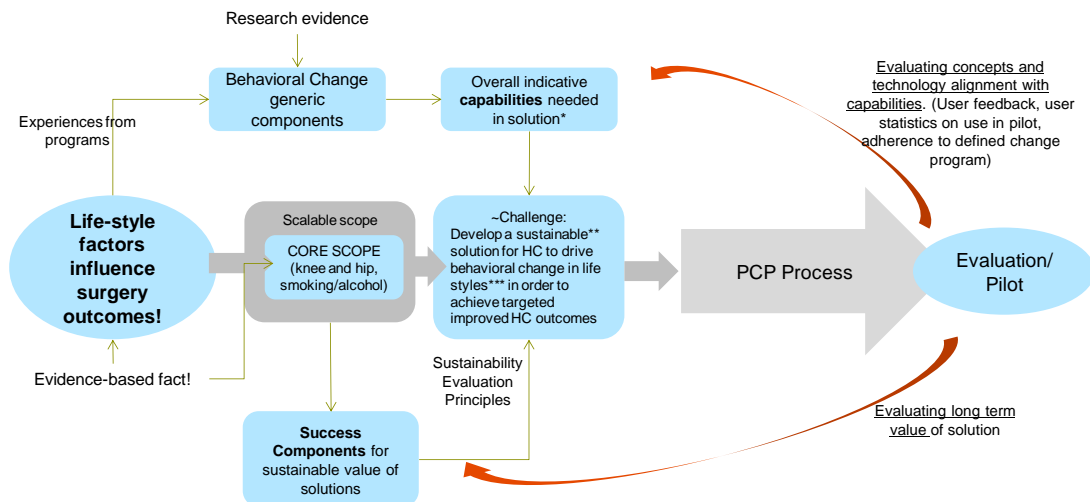 Research evidence
Behavioral Change
generic
components
Overall indicative
capabilities needed
in solution*
Evaluating concepts and
technology alignment with
capabilities. (User feedback, user
statistics on use in pilot,
adherence to defined change
program)
Experiences from
programs
Life-style
factors
influence
surgery
outcomes!
Scalable scope
CORE SCOPE
(knee and hip,
smoking/alcohol)
~Challenge:
Develop a sustainable**
solution for HC to drive
behavioral change in life
styles*** in order to
achieve targeted
improved HC outcomes
PCP Process
Evaluation/
Pilot
Evidence-based fact!
Sustainability
Evaluation
Principles
Success
Components for
sustainable value of
solutions
Evaluating long term
value of solution